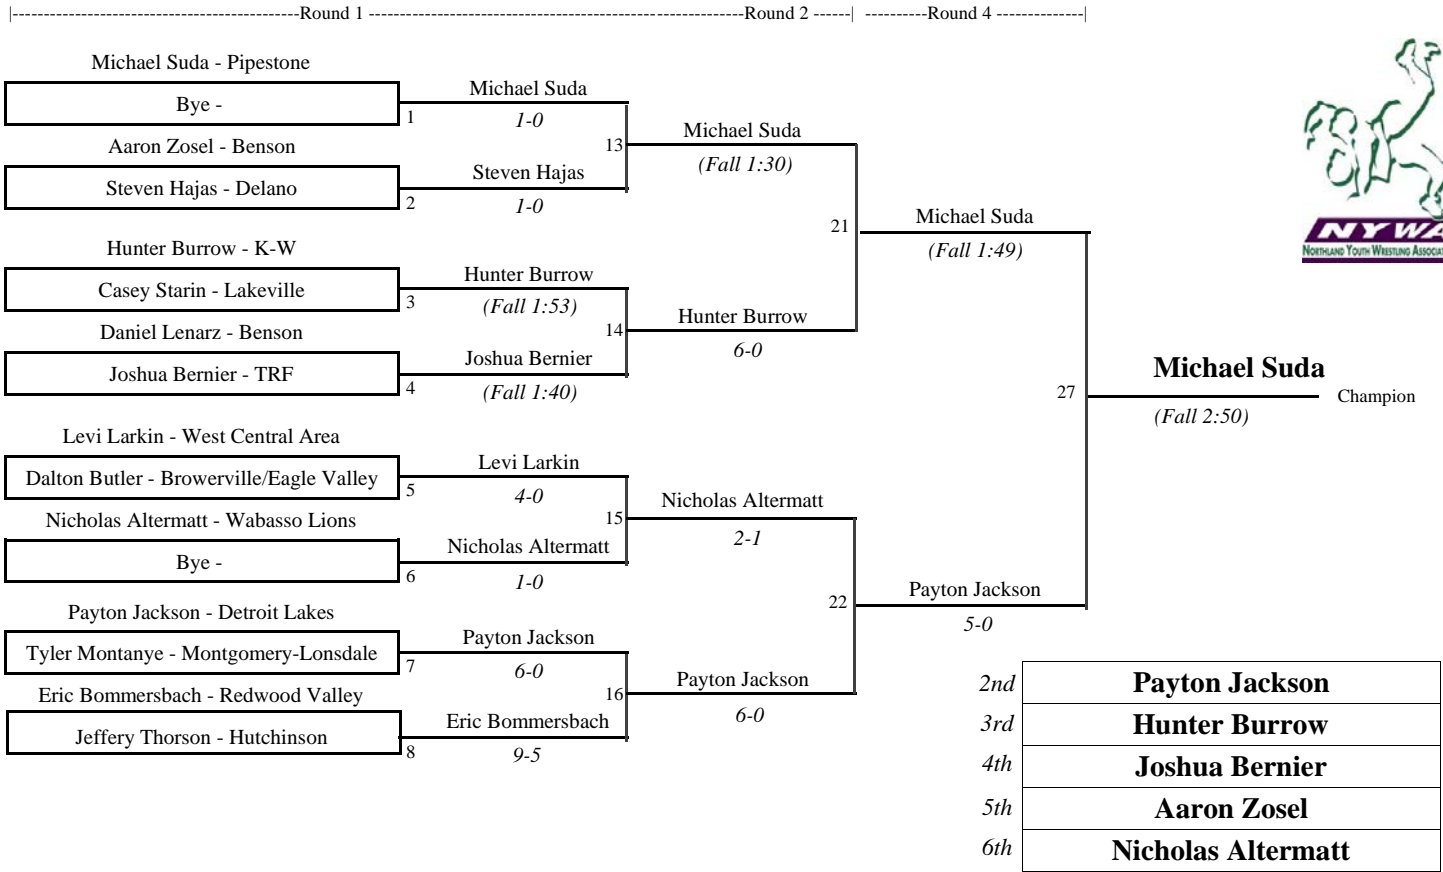 |----------------------------------------------Round 1 -------------------------------------------------------------Round 2 ------| ----------Round 4 --------------|
Michael Suda - Pipestone
Bye -
1
Michael Suda
1-0
Aaron Zosel - Benson
Steven Hajas - Delano
2
Steven Hajas
1-0
13
Michael Suda
(Fall 1:30)
Hunter Burrow - K-W
Casey Starin - Lakeville
3
Hunter Burrow
(Fall 1:53)
Daniel Lenarz - Benson
Joshua Bernier - TRF
4
Joshua Bernier
(Fall 1:40)
14
Hunter Burrow
6-0
21
Michael Suda
(Fall 1:49)
Levi Larkin - West Central Area
Dalton Butler - Browerville/Eagle Valley
5
Levi Larkin
4-0
Nicholas Altermatt - Wabasso Lions
Bye -
6
Nicholas Altermatt
1-0
15
Nicholas Altermatt
2-1
Payton Jackson - Detroit Lakes
Tyler Montanye - Montgomery-Lonsdale
7
Payton Jackson
6-0
Eric Bommersbach - Redwood Valley
Jeffery Thorson - Hutchinson
8
Eric Bommersbach
9-5
16
Payton Jackson
6-0
22
Payton Jackson
5-0
27
Michael Suda
(Fall 2:50)
Champion
NYWA
Northland Youth Wrestling Associat
2nd Payton Jackson
3rd Hunter Burrow
4th Joshua Bernier
5th Aaron Zosel
6th Nicholas Altermatt